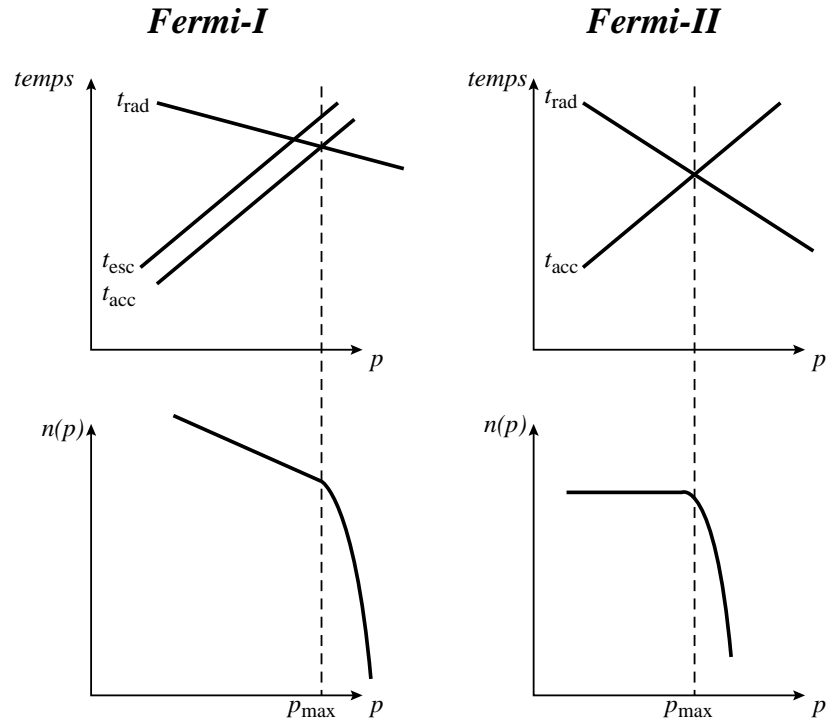 Fermi-I
temps
t_rad
t_esc
t_acc
p
n(p)
p_max
p
Fermi-II
temps
t_rad
t_acc
p
n(p)
p_max
p